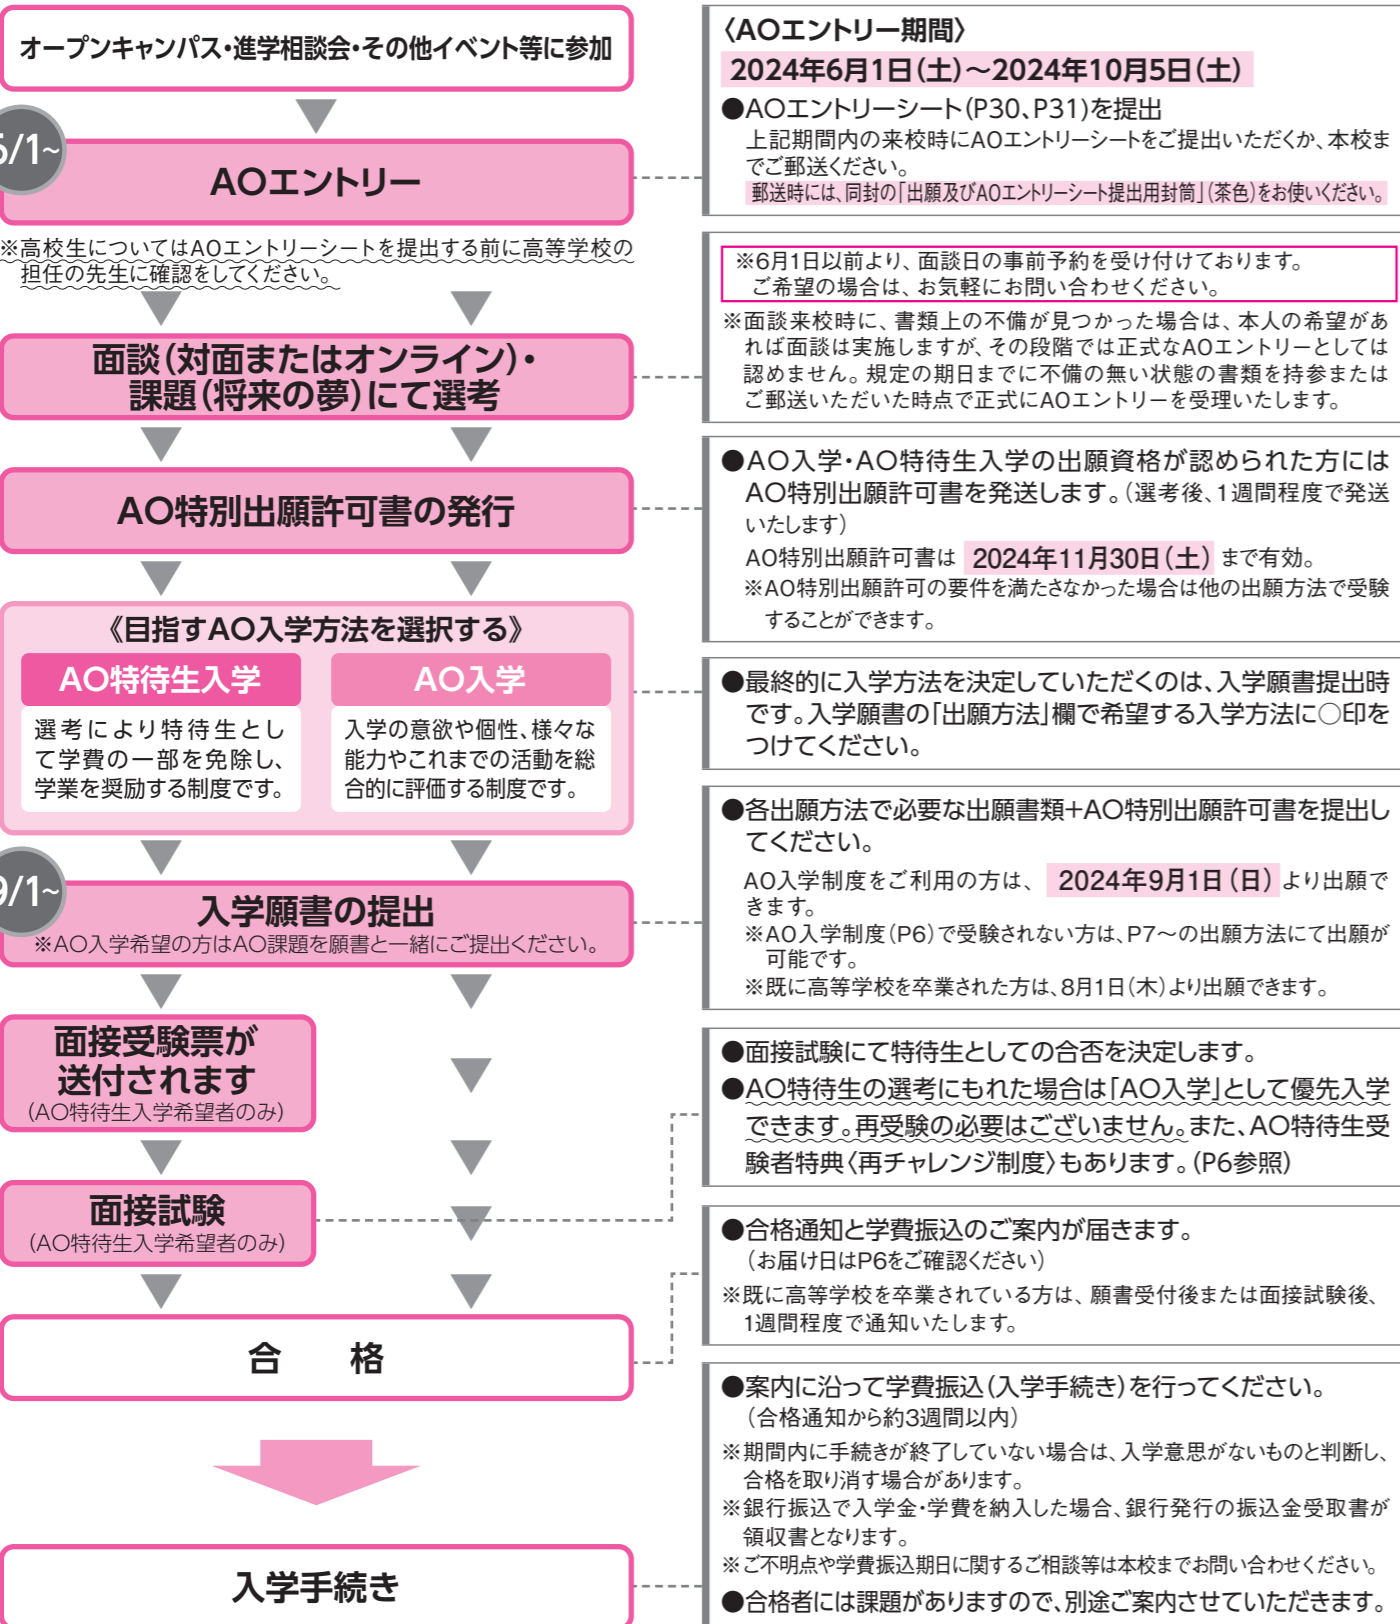 オープンキャンパス・進学相談会・その他イベント等に参加
/1~
AOエントリー
※高校生についてはAOエントリーシートを提出する前に高等学校の
担任の先生に確認をしてください。
面談(対面またはオンライン)・
課題(将来の夢)にて選考
AO特別出願許可書の発行
《目指すAO入学方法を選択する》
AO特待生入学
選考により特待生とし
て学費の一部を免除し、
学業を奨励する制度です。
AO入学
入学の意欲や個性、様々な
能力やこれまでの活動を総
合的に評価する制度です。
9/1~
入学願書の提出
※AO入学希望の方はAO課題を願書と一緒にご提出ください。
面接受験票が
送付されます
(AO特待生入学希望者のみ)
面接試験
(AO特待生入学希望者のみ)
合　格
入学手続き
〈AOエントリー期間〉
2024年6月1日(土)～2024年10月5日(土)
●AOエントリーシート(P30、P31)を提出
上記期間内の来校時にAOエントリーシートをご提出いただくか、本校ま
でご郵送ください。
郵送時には、同封の「出願及びAOエントリーシート提出用封筒」(茶色)をお使いください。
※6月1日以前より、面談日の事前予約を受け付けております。
ご希望の場合は、お気軽にお問い合わせください。
※面談来校時に、書類上の不備が見つかった場合は、本人の希望があ
れば面談は実施しますが、その段階では正式なAOエントリーとしては
認めません。規定の期日までに不備の無い状態の書類を持参または
ご郵送いただいた時点で正式にAOエントリーを受理いたします。
●AO入学・AO特待生入学の出願資格が認められた方には
AO特別出願許可書を発送します。(選考後、1週間程度で発送
いたします)
AO特別出願許可書は 2024年11月30日(土) まで有効。
※AO特別出願許可の要件を満たさなかった場合は他の出願方法で受験
することができます。
●最終的に入学方法を決定していただくのは、入学願書提出時
です。入学願書の「出願方法」欄で希望する入学方法に○印を
つけてください。
●各出願方法で必要な出願書類+AO特別出願許可書を提出し
てください。
AO入学制度をご利用の方は、 2024年9月1日(日) より出願で
きます。
※AO入学制度(P6)で受験されない方は、P7～の出願方法にて出願が
可能です。
※既に高等学校を卒業された方は、8月1日(木)より出願できます。
●面接試験にて特待生としての合否を決定します。
●AO特待生の選考にもれた場合は「AO入学」として優先入学
できます。再受験の必要はございません。また、AO特待生受
験者特典〈再チャレンジ制度〉もあります。(P6参照)
●合格通知と学費振込のご案内が届きます。
(お届け日はP6をご確認ください)
※既に高等学校を卒業されている方は、願書受付後または面接試験後、
1週間程度で通知いたします。
●案内に沿って学費振込(入学手続き)を行ってください。
(合格通知から約3週間以内)
※期間内に手続きが終了していない場合は、入学意思がないものと判断し、
合格を取り消す場合があります。
※銀行振込で入学金・学費を納入した場合、銀行発行の振込金受取書が
領収書となります。
※ご不明点や学費振込期日に関するご相談等は本校までお問い合わせください。
●合格者には課題がありますので、別途ご案内させていただきます。